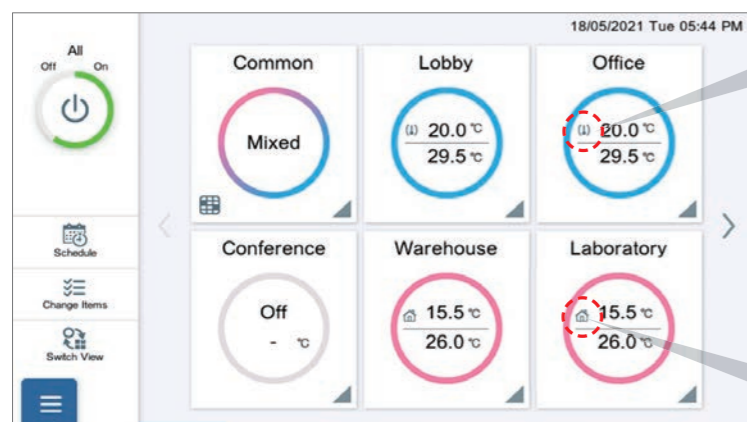 18/05/2021 Tue 05:44 PM
All
Off On
Schedule
Change Items
Switch View
Common
Mixed
Lobby
20.0 °C
29.5 °C
Office
20.0 °C
29.5 °C
Conference
Off
- °C
Warehouse
15.5 °C
26.0 °C
Laboratory
15.5 °C
26.0 °C